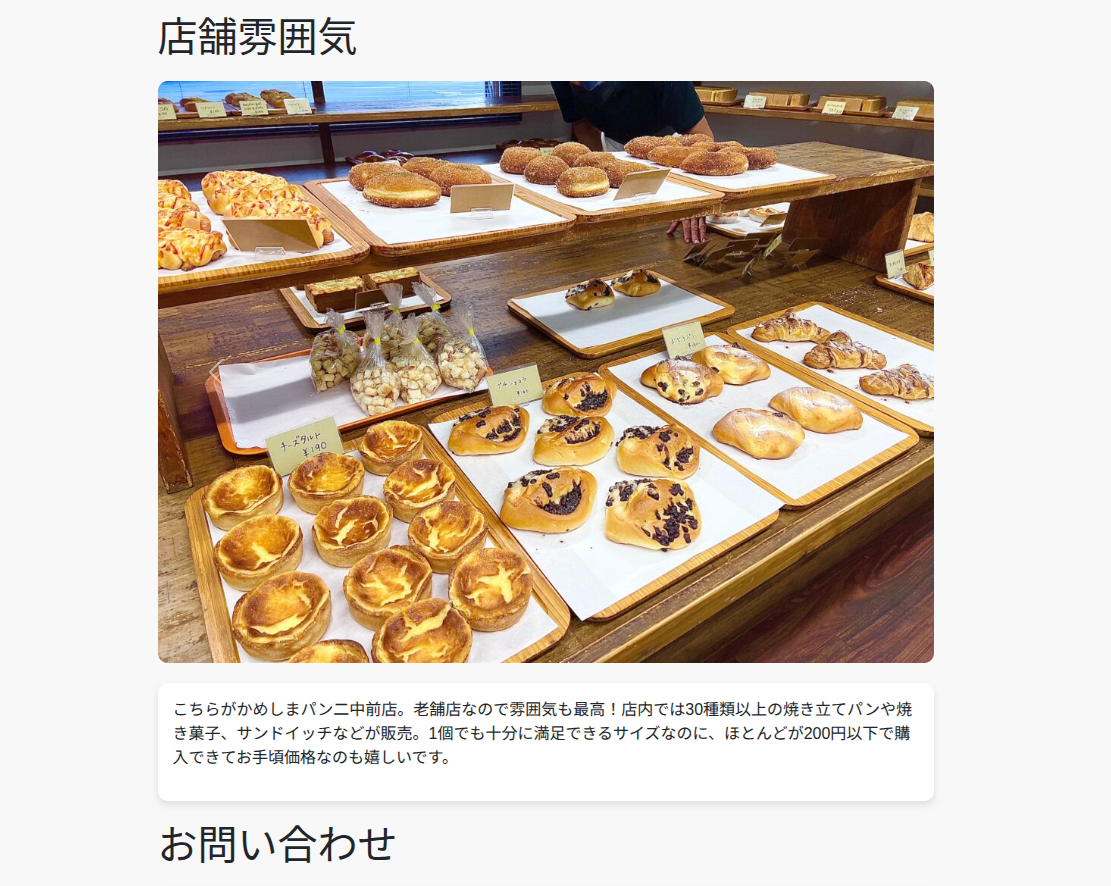 店舗雰囲気
チーズタルト
¥190
こちらがかめしまパン二中前店。老舗店なので雰囲気も最高！店内では30種類以上の焼き立てパンや焼
き菓子、サンドイッチなどが販売。1個でも十分に満足できるサイズなのに、ほとんどが200円以下で購
入できてお手頃価格なのも嬉しいです。
お問い合わせ